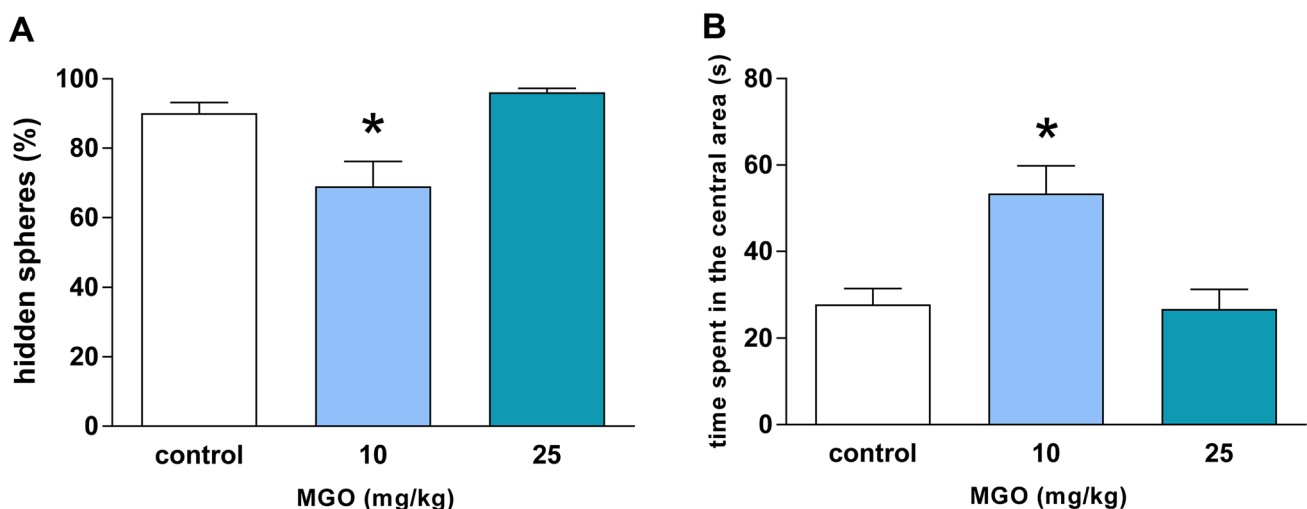 A
hidden spheres (%)
100
80
60
40
20
0
*
control 10 25
MGO (mg/kg)
B
time spent in the central area (s)
80
60
40
20
0
*
control 10 25
MGO (mg/kg)